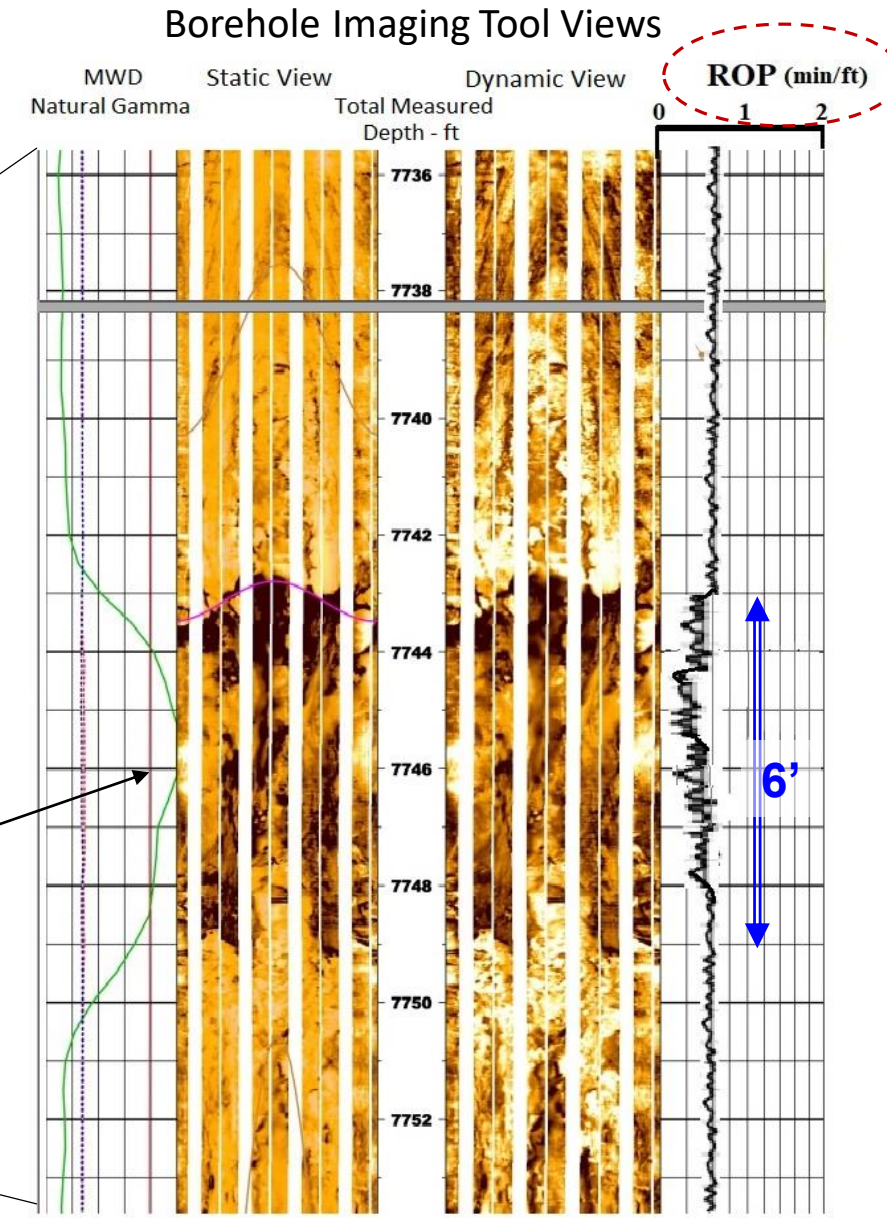 Borehole Imaging Tool Views
MWD
Natural Gamma
Static View
Total Measured
Depth - ft
Dynamic View
ROP (min/ft)
0 1 2
7736
7738
7740
7742
7744
7746
6’
7748
7750
7752